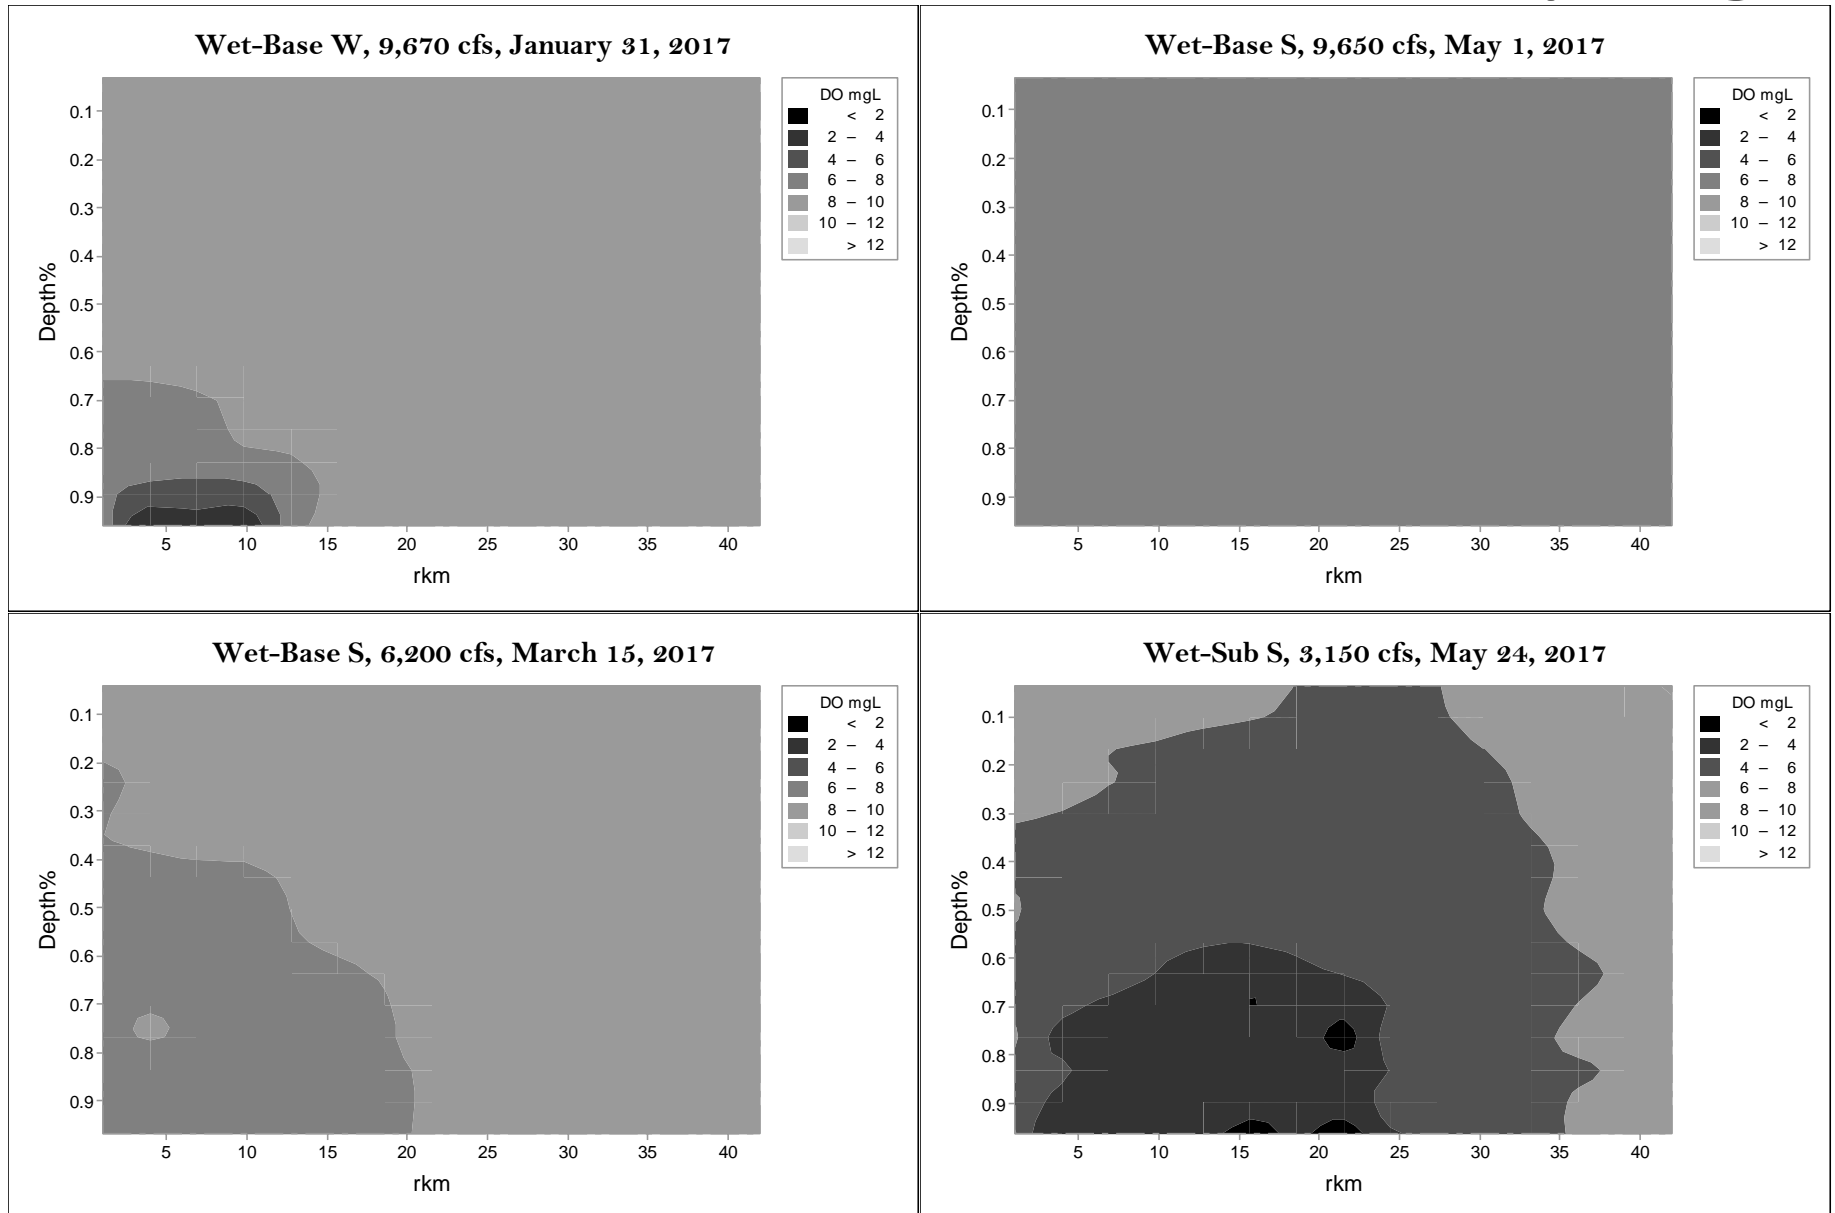 Wet-Base W, 9,670 cfs, January 31, 2017
DO mgL
< 2
2 – 4
4 – 6
6 – 8
8 – 10
10 – 12
> 12
0.1
0.2
0.3
0.4
0.5
0.6
0.7
0.8
0.9
Depth%
5 10 15 20 25 30 35 40
rkm
Wet-Base S, 9,650 cfs, May 1, 2017
DO mgL
< 2
2 – 4
4 – 6
6 – 8
8 – 10
10 – 12
> 12
0.1
0.2
0.3
0.4
0.5
0.6
0.7
0.8
0.9
Depth%
5 10 15 20 25 30 35 40
rkm
Wet-Base S, 6,200 cfs, March 15, 2017
DO mgL
< 2
2 – 4
4 – 6
6 – 8
8 – 10
10 – 12
> 12
0.1
0.2
0.3
0.4
0.5
0.6
0.7
0.8
0.9
Depth%
5 10 15 20 25 30 35 40
rkm
Wet-Sub S, 3,150 cfs, May 24, 2017
DO mgL
< 2
2 – 4
4 – 6
6 – 8
8 – 10
10 – 12
> 12
0.1
0.2
0.3
0.4
0.5
0.6
0.7
0.8
0.9
Depth%
5 10 15 20 25 30 35 40
rkm